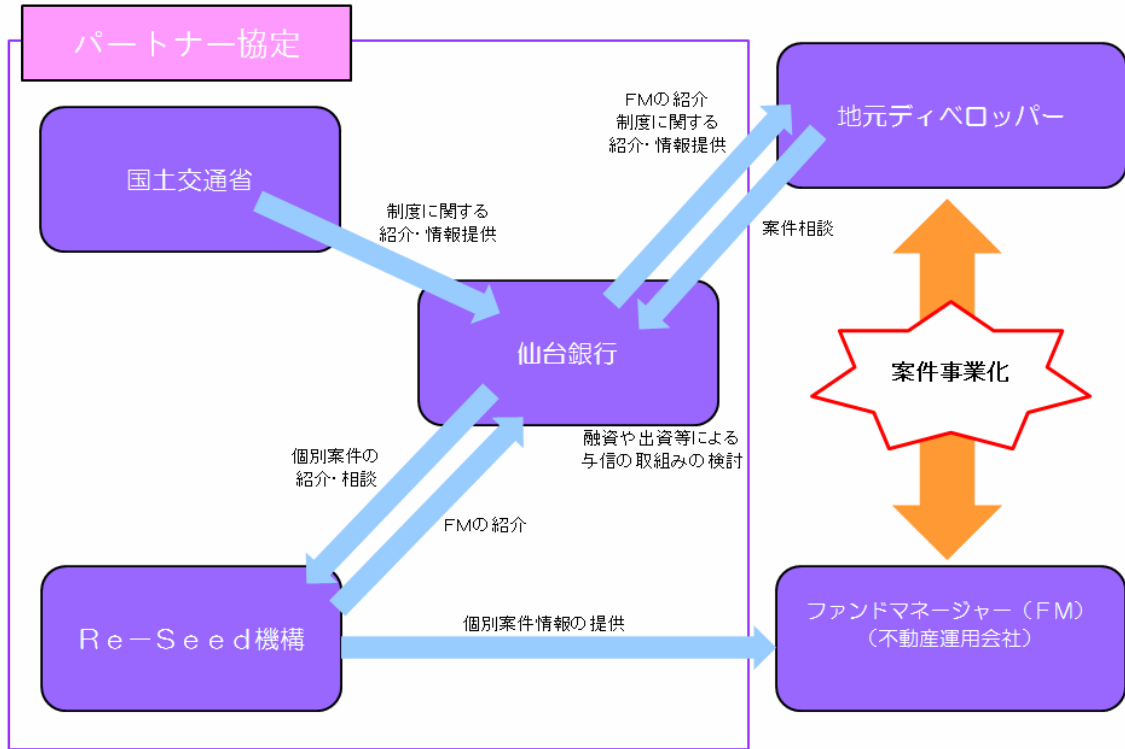 パートナー協定
国土交通省
制度に関する
紹介・情報提供
FMの紹介
制度に関する
紹介・情報提供
地元ディベロッパー
案件相談
仙台銀行
融資や出資等による
与信の取組みの検討
案件事業化
個別案件の
紹介・相談
FMの紹介
Re－Seed機構
個別案件情報の提供
ファンドマネージャー（FM）
（不動産運用会社）